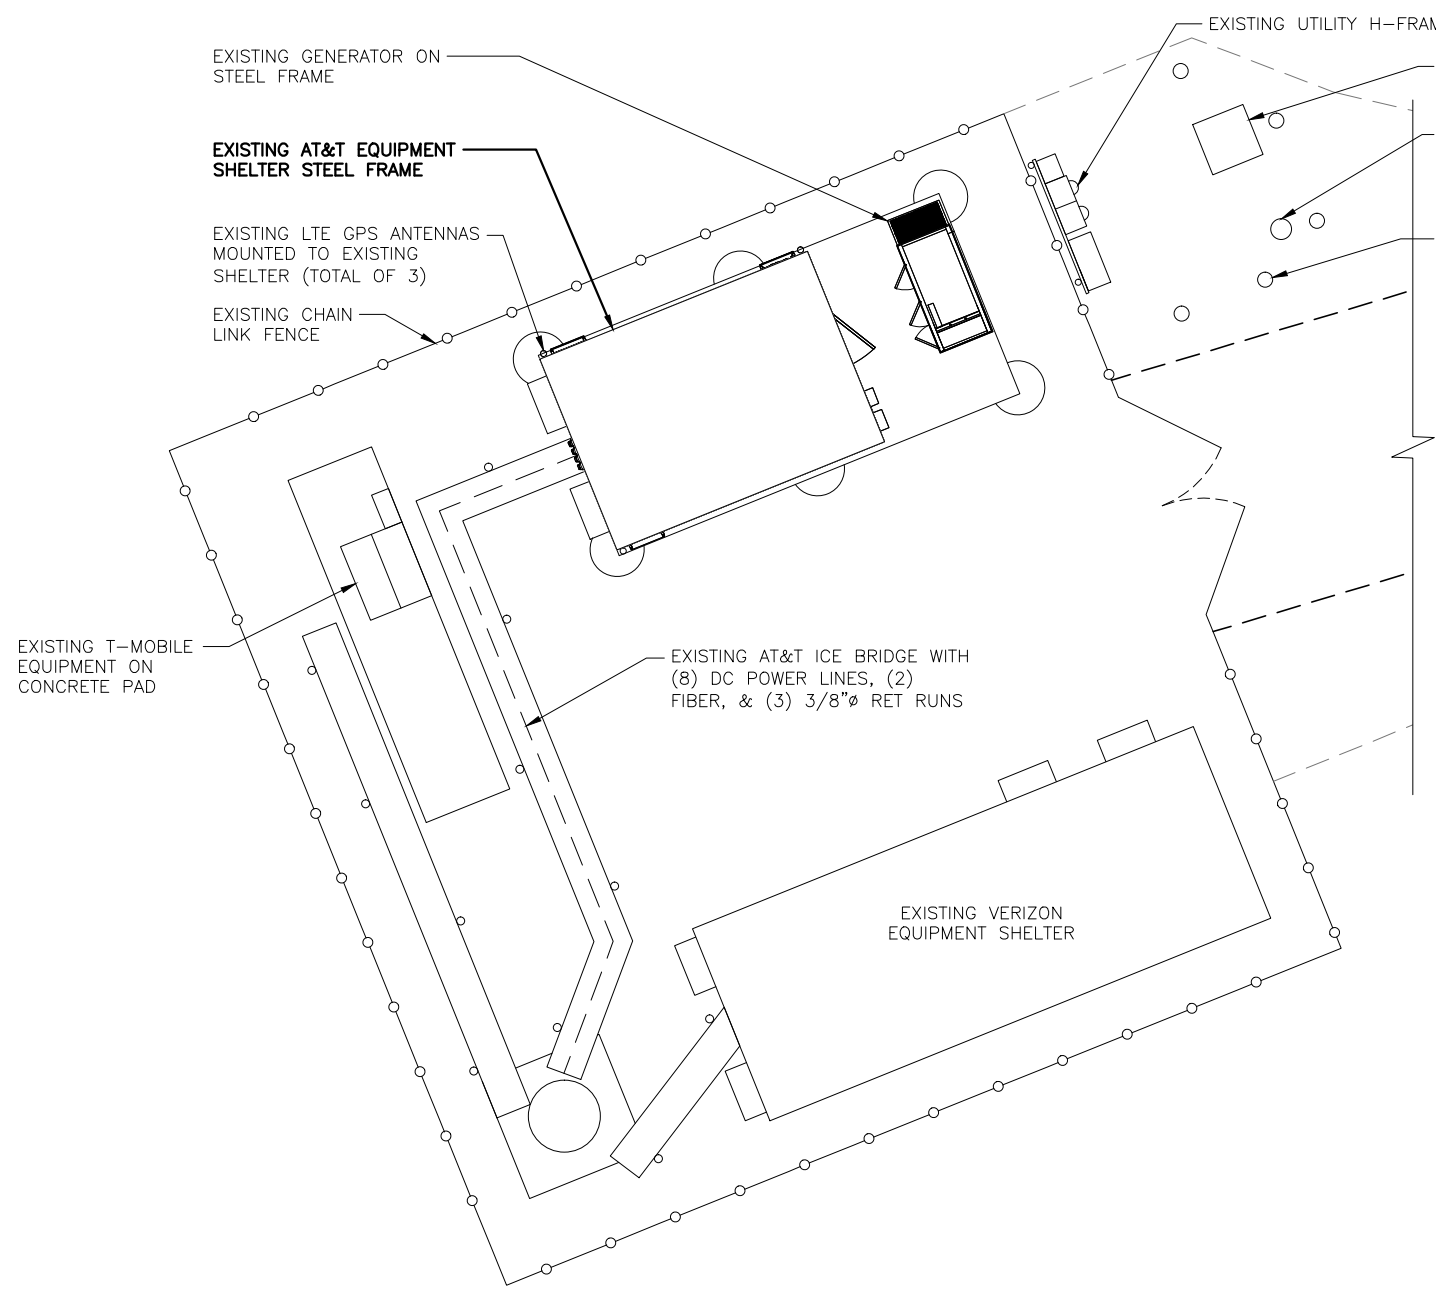 EXISTING UTILITY H-FRAM
EXISTING GENERATOR ON
STEEL FRAME
EXISTING AT&T EQUIPMENT
SHELTER STEEL FRAME
EXISTING LTE GPS ANTENNAS
MOUNTED TO EXISTING
SHELTER (TOTAL OF 3)
EXISTING CHAIN
LINK FENCE
EXISTING T-MOBILE
EQUIPMENT ON
CONCRETE PAD
EXISTING AT&T ICE BRIDGE WITH
(8) DC POWER LINES, (2)
FIBER, & (3) 3/8"ø RET RUNS
EXISTING VERIZON
EQUIPMENT SHELTER